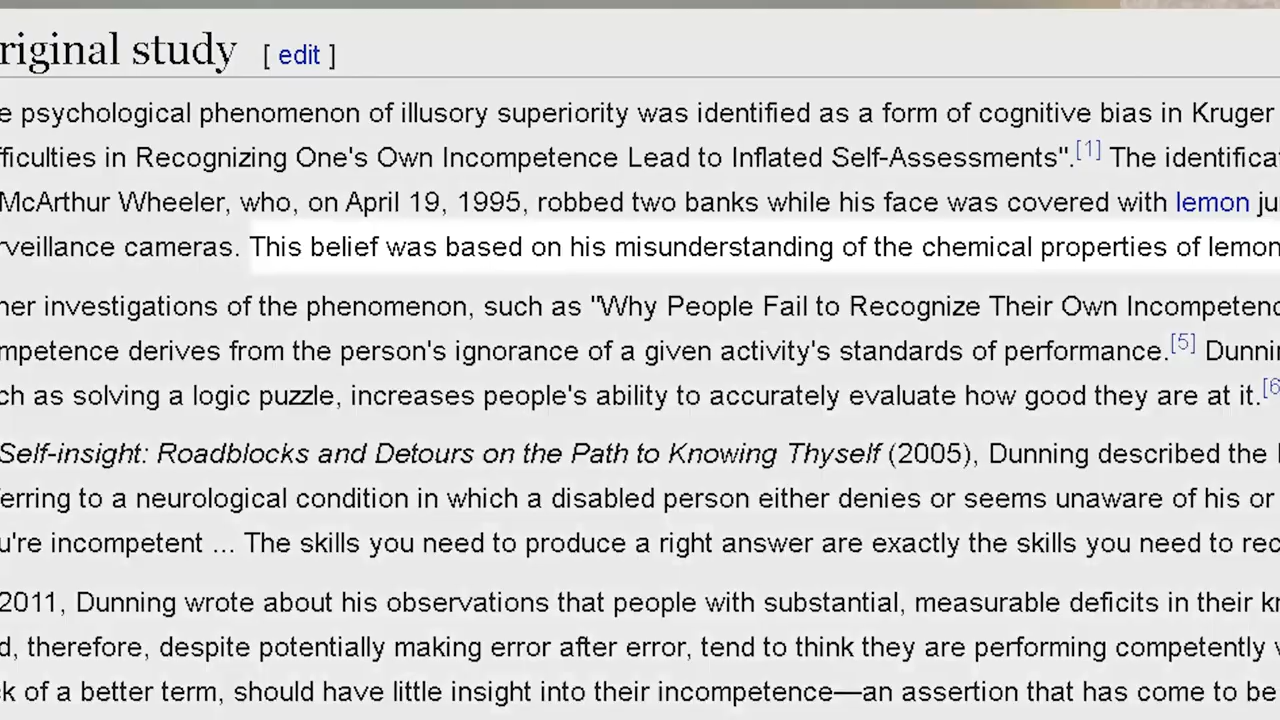 riginal study [ edit ]
e psychological phenomenon of illusory superiority was identified as a form of cognitive bias in Kruger
fficulties in Recognizing One's Own Incompetence Lead to Inflated Self-Assessments".[1] The identifica
McArthur Wheeler, who, on April 19, 1995, robbed two banks while his face was covered with lemon ju
rveillance cameras. This belief was based on his misunderstanding of the chemical properties of lemon
her investigations of the phenomenon, such as "Why People Fail to Recognize Their Own Incompetenc
mpetence derives from the person's ignorance of a given activity's standards of performance.[5] Dunnin
ch as solving a logic puzzle, increases people's ability to accurately evaluate how good they are at it.[6
Self-insight: Roadblocks and Detours on the Path to Knowing Thyself (2005), Dunning described the
ferring to a neurological condition in which a disabled person either denies or seems unaware of his or
u're incompetent ... The skills you need to produce a right answer are exactly the skills you need to rec
2011, Dunning wrote about his observations that people with substantial, measurable deficits in their kn
d, therefore, despite potentially making error after error, tend to think they are performing competently
ck of a better term, should have little insight into their incompetence—an assertion that has come to be